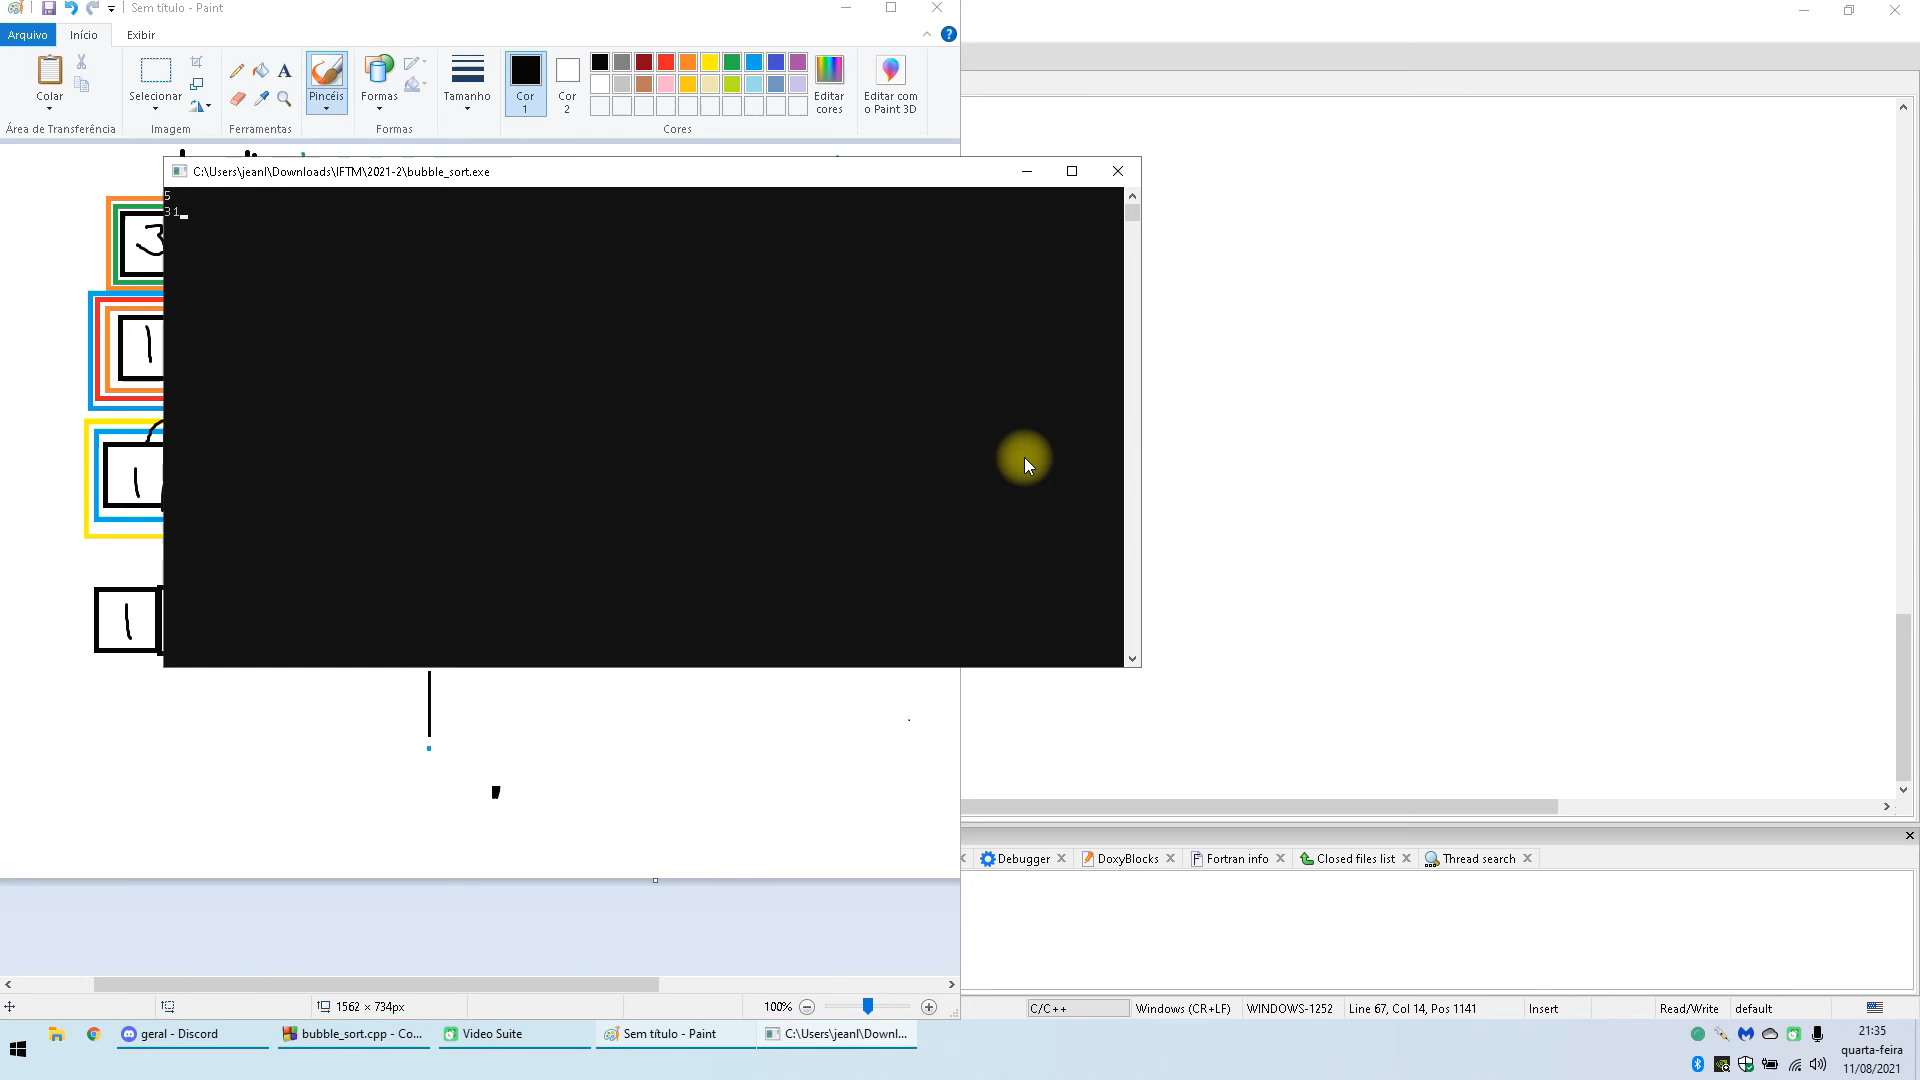 Sem título - Paint
Arquivo Início Exibir
Colar Selecionar Pincéis Formas Tamanho Cor 1 Cor 2 Editar cores Editar com o Paint 3D
Área de Transferência Imagem Ferramentas Formas Cores
C:\Users\jeanl\Downloads\IFTM\2021-2\bubble_sort.exe
5
31
3
1
1
1
Debugger DoxyBlocks Fortran info Closed files list Thread search
1562 × 734px 100%
C/C++ Windows (CR+LF) WINDOWS-1252 Line 67, Col 14, Pos 1141 Insert Read/Write default
geral - Discord bubble_sort.cpp - Co... Video Suite Sem título - Paint C:\Users\jeanl\Downl...
21:35
quarta-feira
11/08/2021